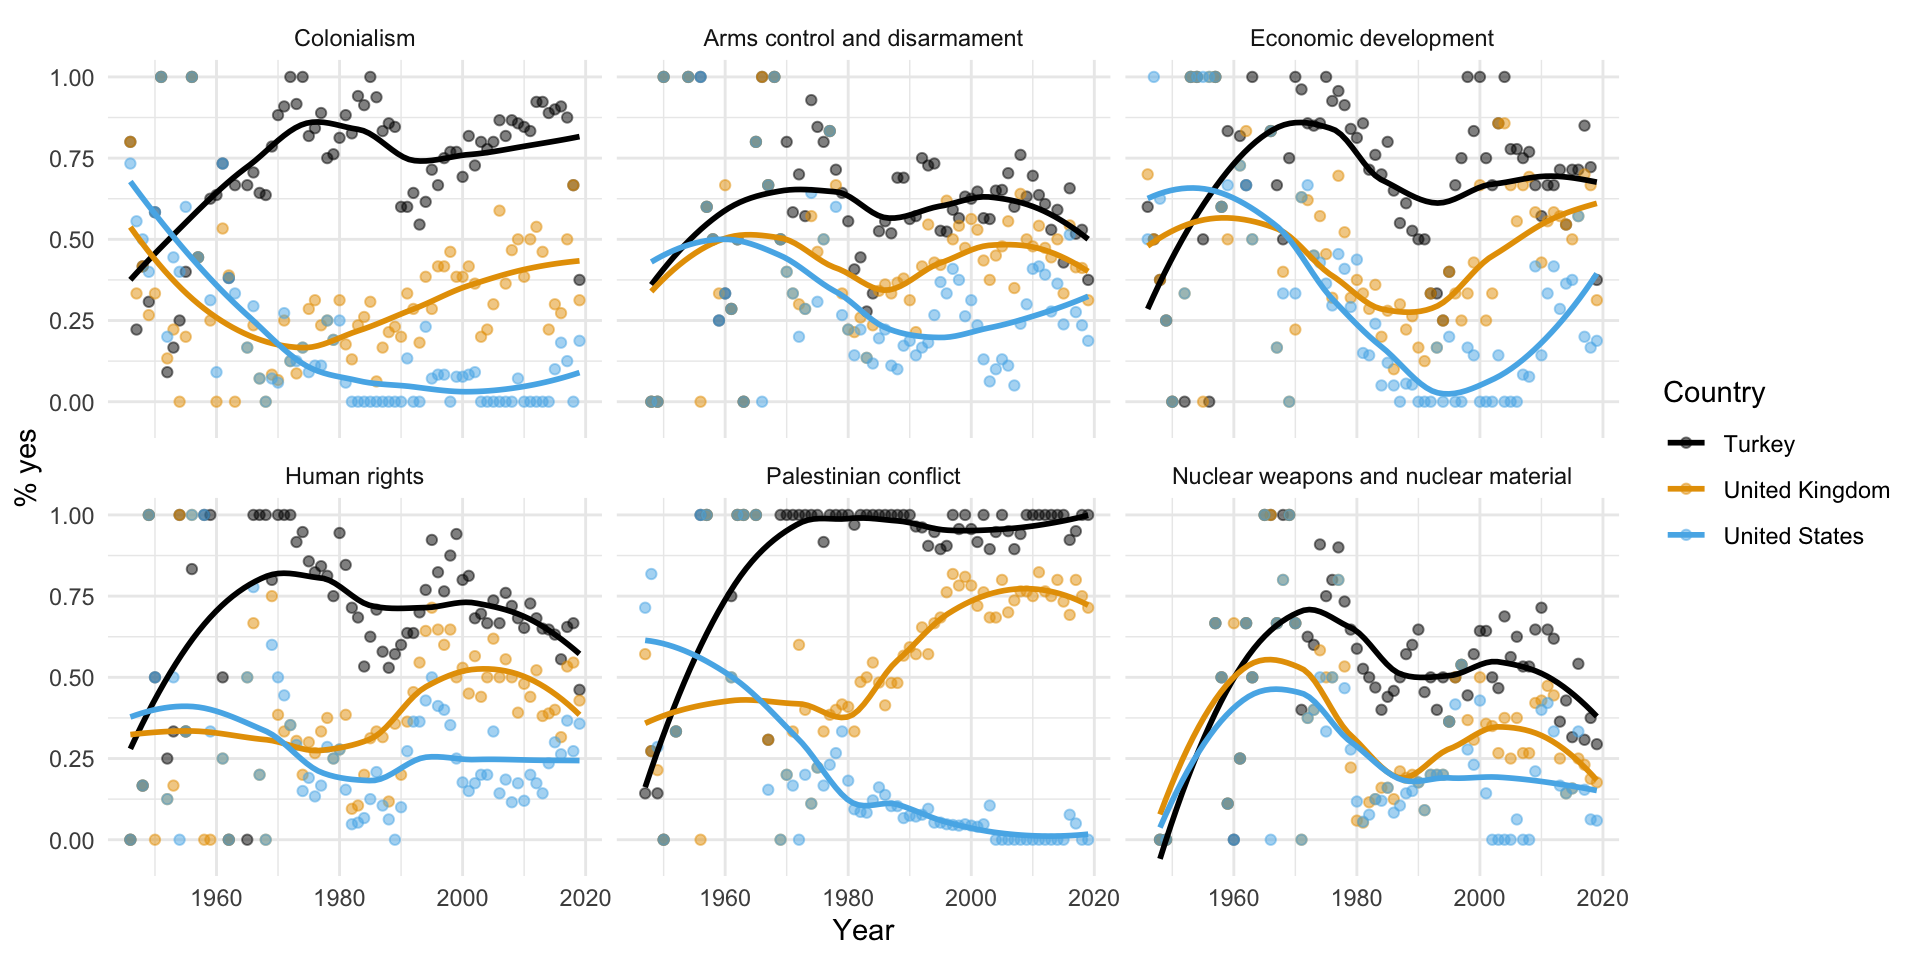 Colonialism
Arms control and disarmament
Economic development
1.00
0.75
0.50
0.25
0.00
Human rights
Palestinian conflict
Nuclear weapons and nuclear material
1.00
0.75
0.50
0.25
0.00
1960
1980
2000
2020
1960
1980
2000
2020
1960
1980
2000
2020
% yes
Year
Country
Turkey
United Kingdom
United States